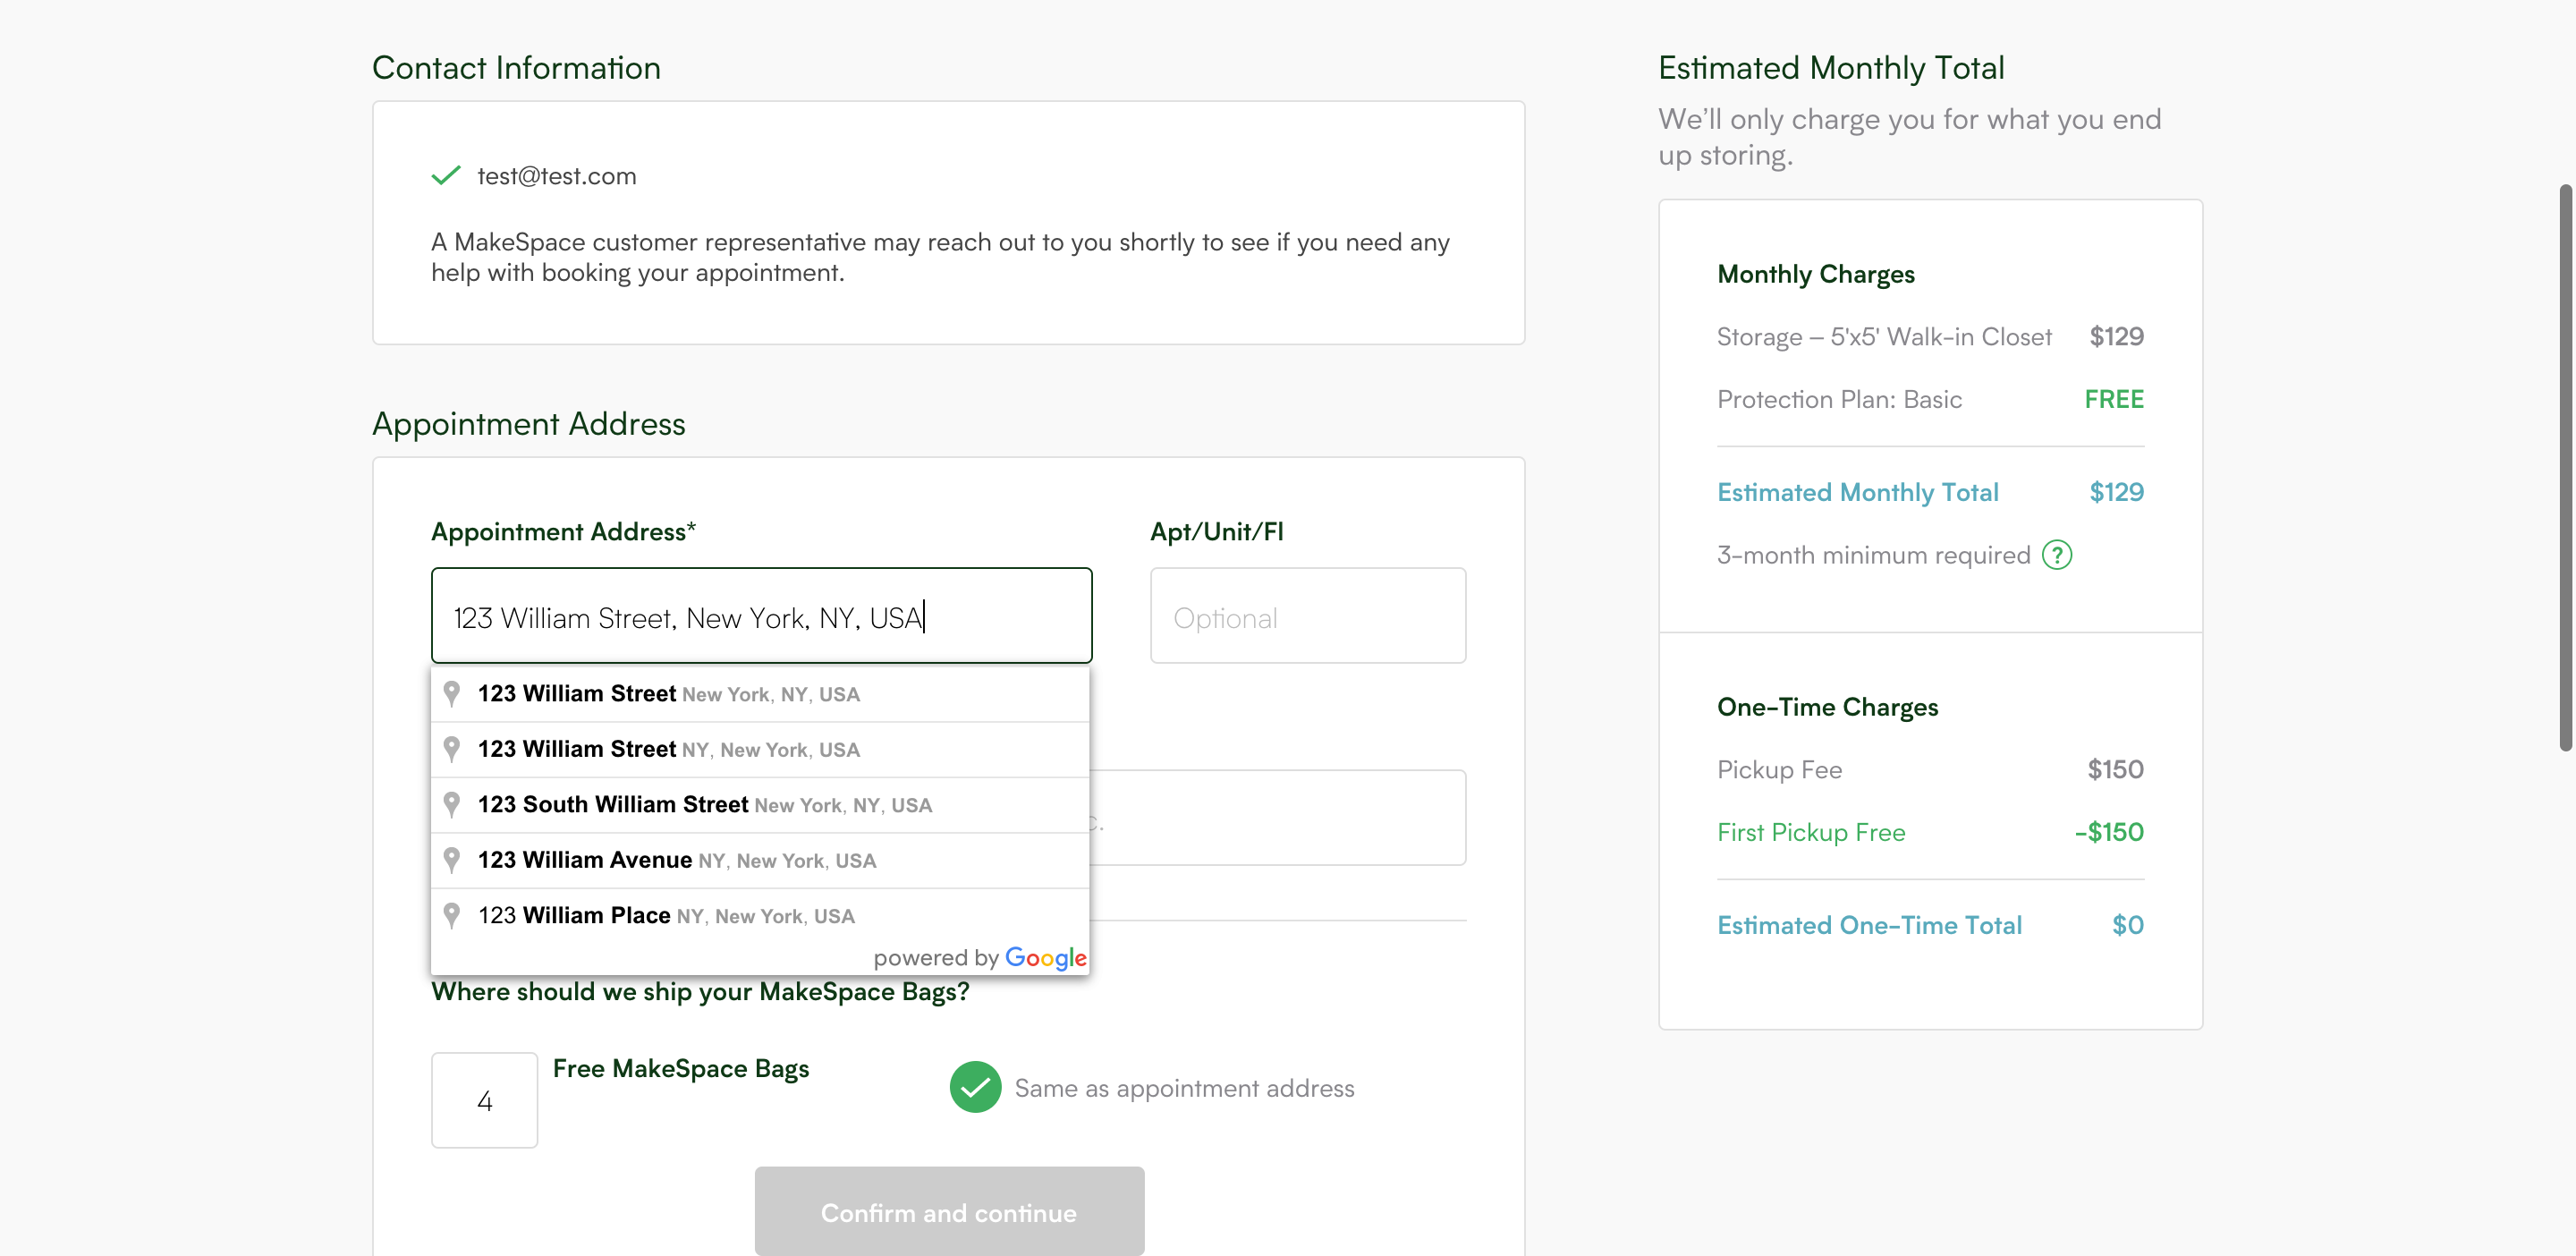 Contact Information
test@test.com
A MakeSpace customer representative may reach out to you shortly to see if you need any
help with booking your appointment.
Appointment Address
Appointment Address*
Apt/Unit/Fl
123 William Street, New York, NY, USA
Optional
123 William Street New York, NY, USA
123 William Street NY, New York, USA
123 South William Street New York, NY, USA
c.
123 William Avenue NY, New York, USA
123 William Place NY, New York, USA
powered by Google
Where should we ship your MakeSpace Bags?
4
Free MakeSpace Bags
Same as appointment address
Confirm and continue
Estimated Monthly Total
We’ll only charge you for what you end
up storing.
Monthly Charges
Storage – 5'x5' Walk-in Closet $129
Protection Plan: Basic FREE
Estimated Monthly Total $129
3-month minimum required ?
One-Time Charges
Pickup Fee $150
First Pickup Free -$150
Estimated One-Time Total $0